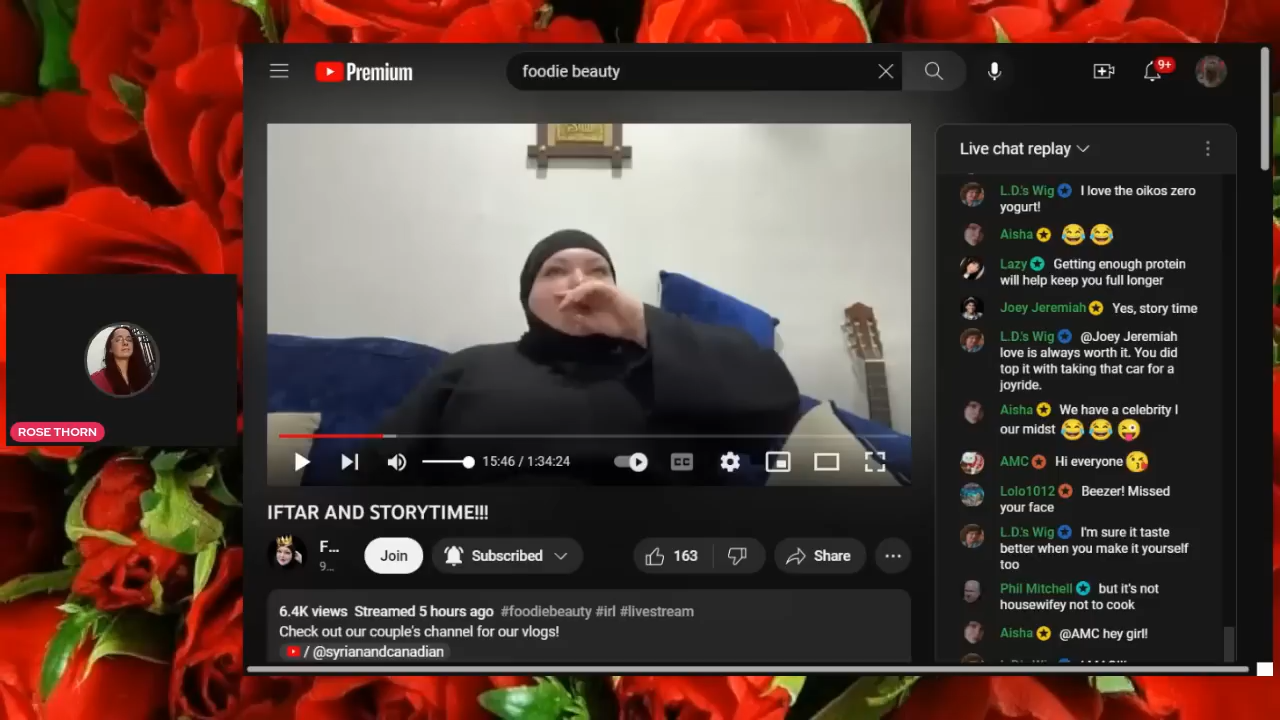 Premium
foodie beauty
9+
Live chat replay
L.D.'s Wig I love the oikos zero
yogurt!
Aisha 😂😂
Lazy Getting enough protein
will help keep you full longer
Joey Jeremiah Yes, story time
L.D.'s Wig @Joey Jeremiah
love is always worth it. You did
top it with taking that car for a
joyride.
Aisha We have a celebrity I
our midst 😂😂😜
AMC Hi everyone 😘
Lolo1012 Beezer! Missed
your face
L.D.'s Wig I'm sure it taste
better when you make it yourself
too
Phil Mitchell but it's not
housewifey not to cook
Aisha @AMC hey girl!
ROSE THORN
15:46 / 1:34:24
CC
IFTAR AND STORYTIME!!!
F...
9...
Join
Subscribed
163
Share
6.4K views Streamed 5 hours ago #foodiebeauty #irl #livestream
Check out our couple's channel for our vlogs!
/ @syrianandcanadian